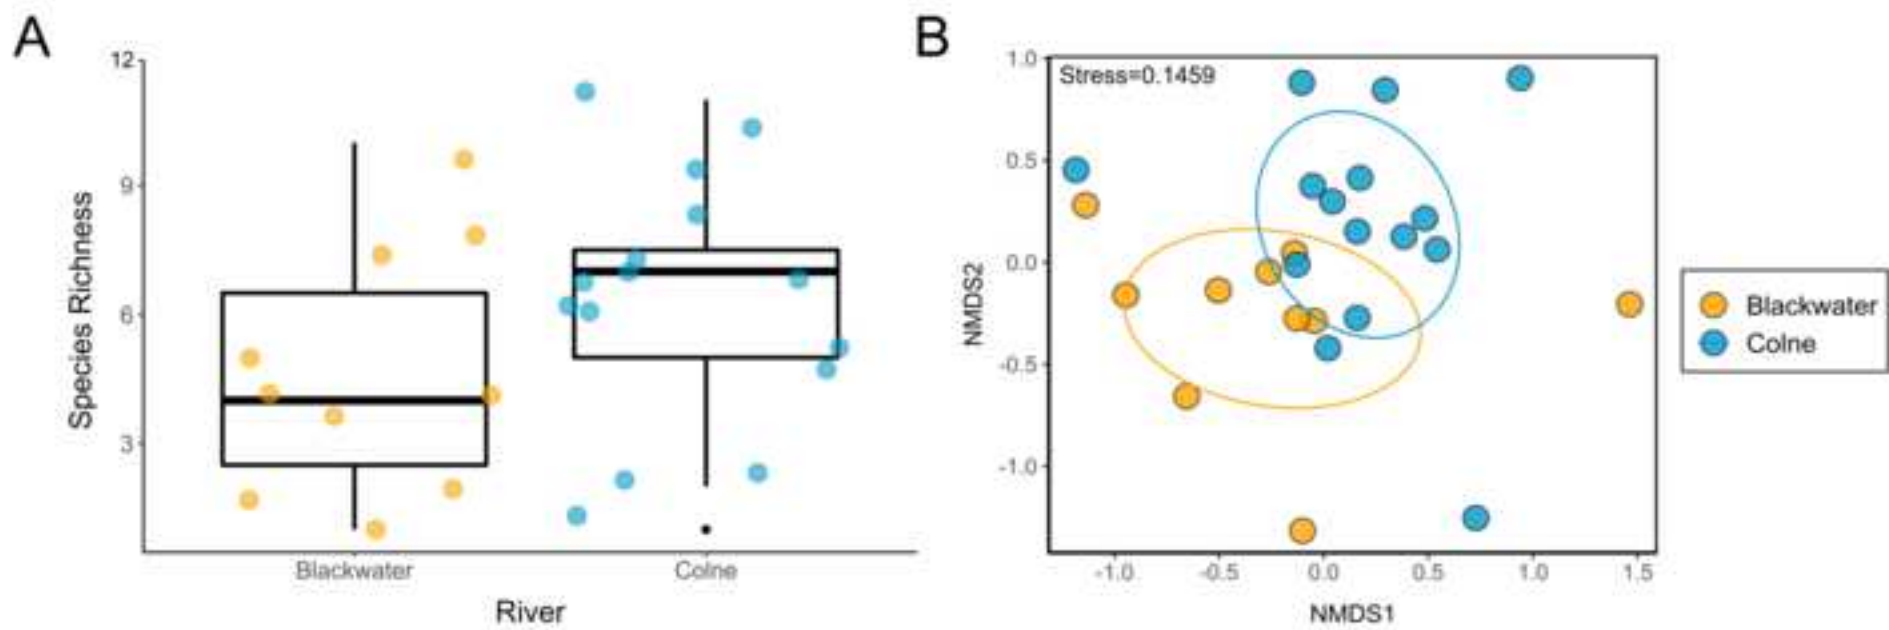 A
12
9
6
3
Species Richness
Blackwater
Colne
River
B
Stress=0.1459
1.0
0.5
0.0
-0.5
-1.0
NMDS2
-1.0
-0.5
0.0
0.5
1.0
1.5
NMDS1
Blackwater
Colne